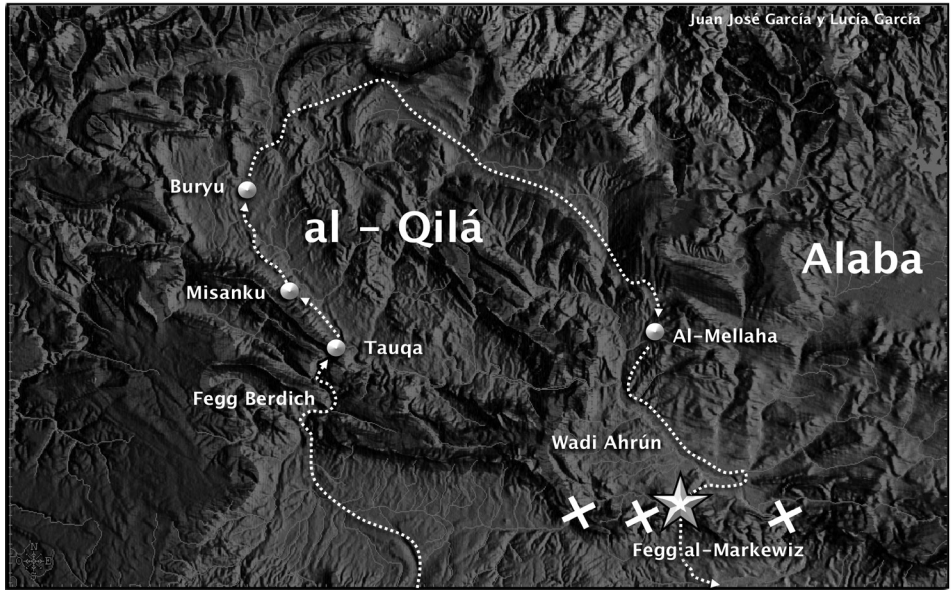 Juan José García y Lucía García
Buryu
al - Qilá
Alaba
Misanku
Tauqa
Al-Mellaha
Fegg Berdich
Wadi Ahrún
Fegg al-Markewiz
N
O E
S